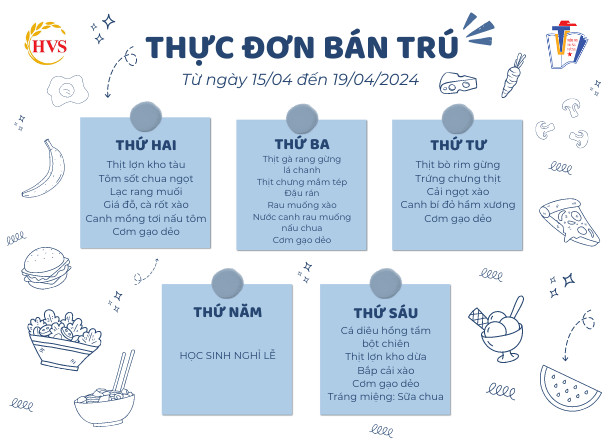 HVS
THỰC ĐƠN BÁN TRÚ
Từ ngày 15/04 đến 19/04/2024
THỨ HAI
Thịt lợn kho tàu
Tôm sốt chua ngọt
Lạc rang muối
Giá đỗ, cà rốt xào
Canh mồng tơi nấu tôm
Cơm gạo dẻo
THỨ BA
Thịt gà rang gừng
lá chanh
Thịt chưng mắm tép
Đậu rán
Rau muống xào
Nước canh rau muống
nấu chua
Cơm gạo dẻo
THỨ TƯ
Thịt bò rim gừng
Trứng chưng thịt
Cải ngọt xào
Canh bí đỏ hầm xương
Cơm gạo dẻo
THỨ NĂM
HỌC SINH NGHỈ LỄ
THỨ SÁU
Cá diêu hồng tẩm
bột chiên
Thịt lợn kho dừa
Bắp cải xào
Cơm gạo dẻo
Tráng miệng: Sữa chua